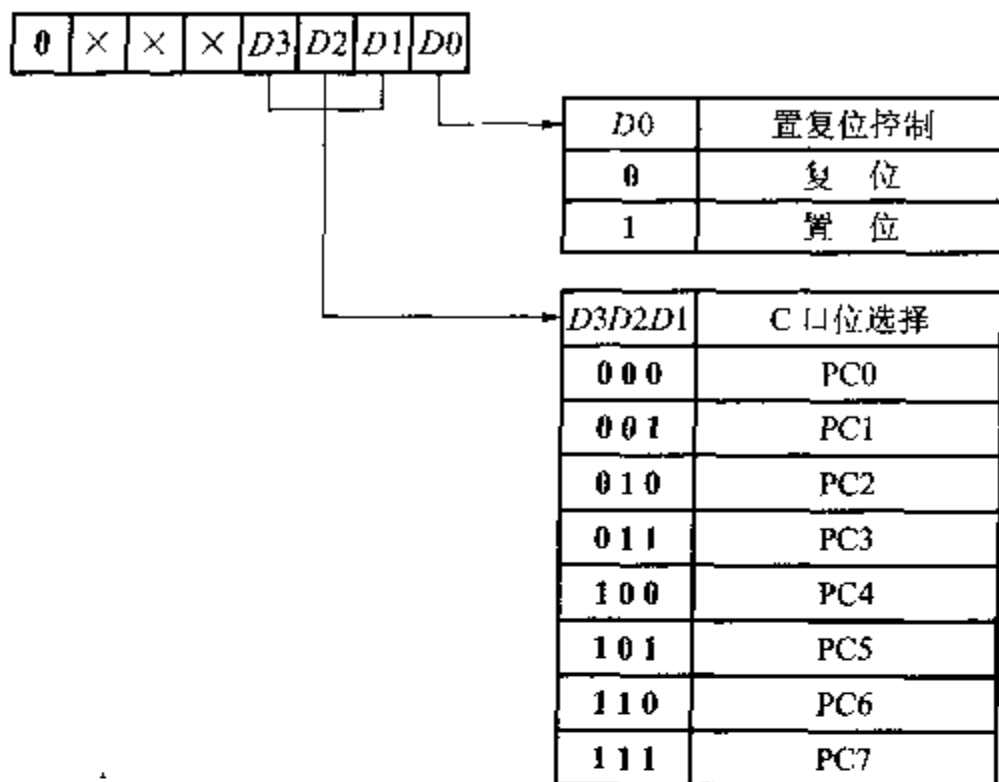 0 × × × D3 D2 D1 D0
D0 置复位控制
0 复 位
1 置 位
D3D2D1 C 口位选择
0 0 0 PC0
0 0 1 PC1
0 1 0 PC2
0 1 1 PC3
1 0 0 PC4
1 0 1 PC5
1 1 0 PC6
1 1 1 PC7